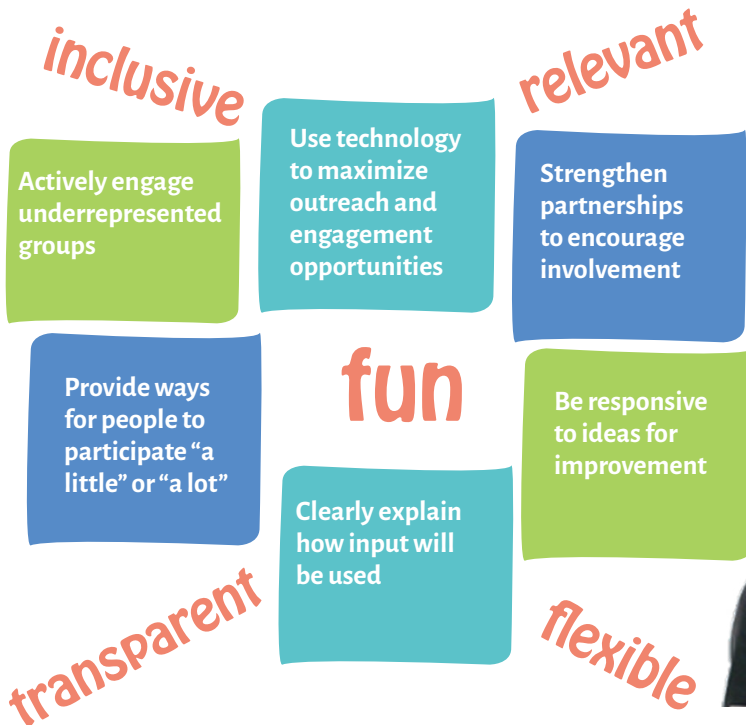 inclusive
relevant
Actively engage
underrepresented
groups
Use technology
to maximize
outreach and
engagement
opportunities
Strengthen
partnerships
to encourage
involvement
Provide ways
for people to
participate “a
little” or “a lot”
fun
Be responsive
to ideas for
improvement
Clearly explain
how input will
be used
transparent
flexible